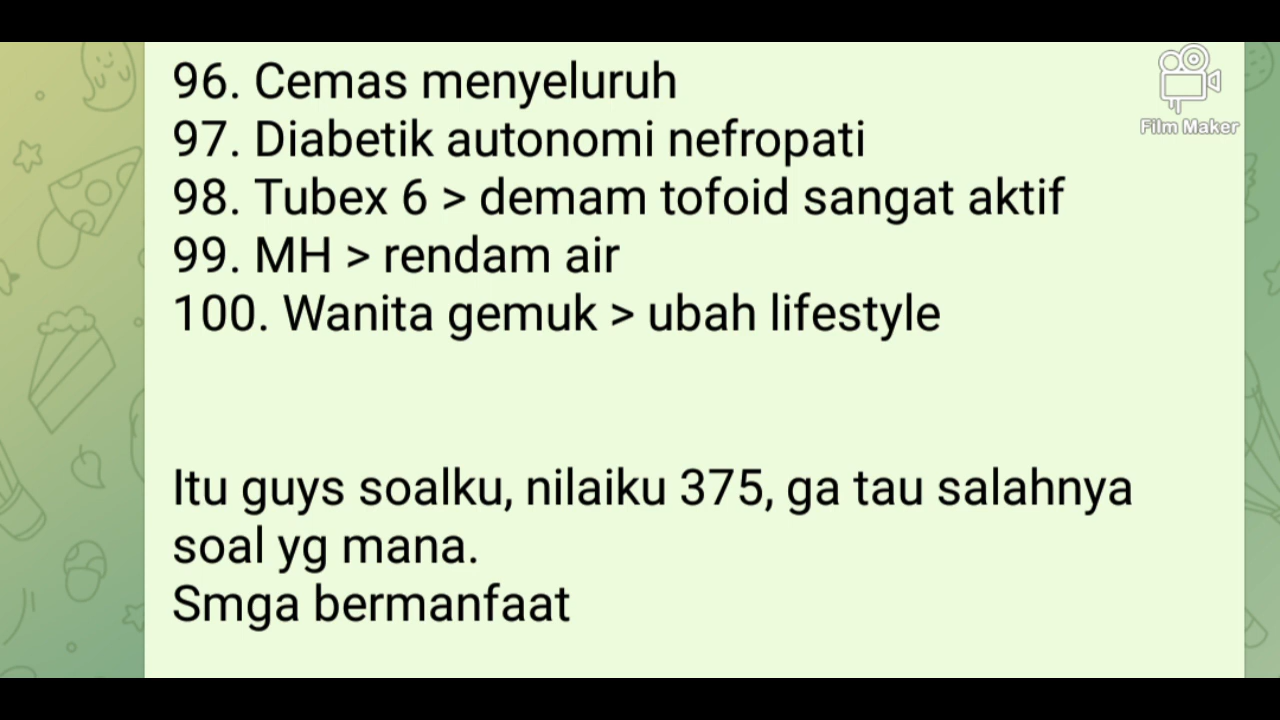 96. Cemas menyeluruh
Film Maker
97. Diabetik autonomi nefropati
98. Tubex 6 > demam tofoid sangat aktif
99. MH > rendam air
100. Wanita gemuk > ubah lifestyle
Itu guys soalku, nilaiku 375, ga tau salahnya
soal yg mana.
Smga bermanfaat